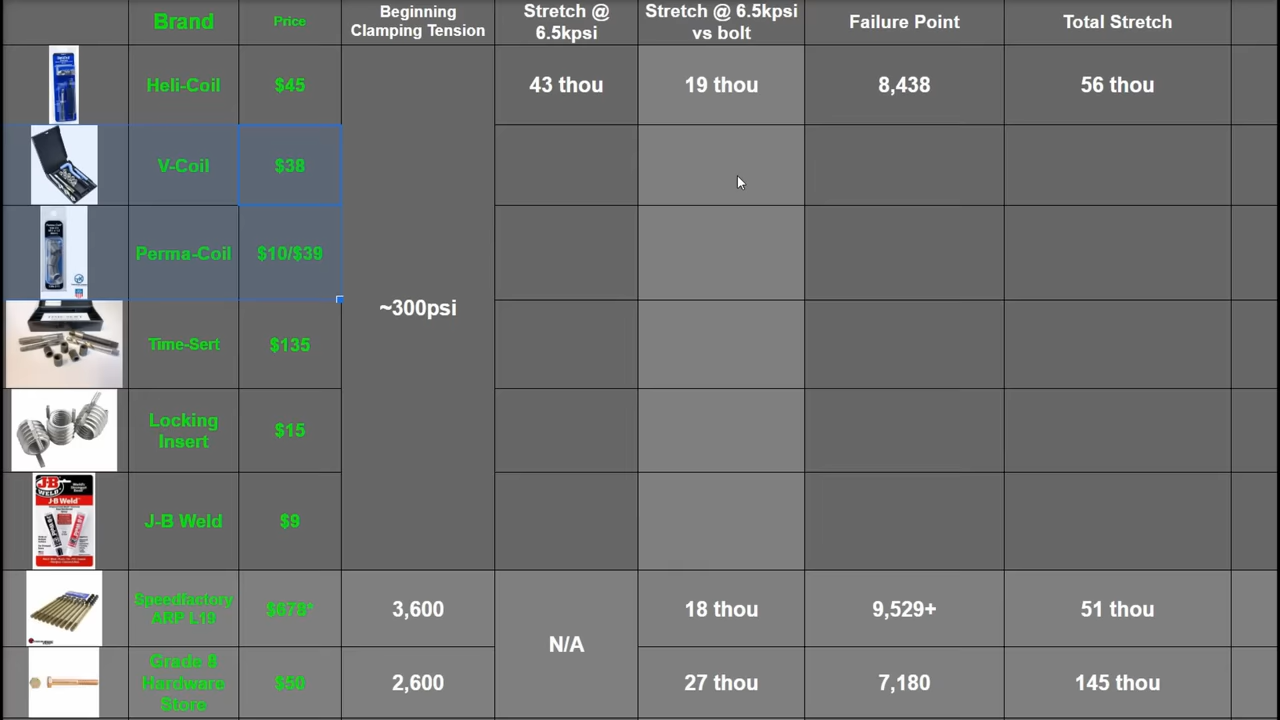 Brand
Price
Beginning
Clamping Tension
Stretch @
6.5kpsi
Stretch @ 6.5kpsi
vs bolt
Failure Point
Total Stretch
Heli-Coil
$45
43 thou
19 thou
8,438
56 thou
V-Coil
$38
Perma-Coil
$10/$39
~300psi
Time-Sert
$135
Locking
Insert
$15
J-B WELD
J-B Weld
J-B Weld
$9
Speedfactory
ARP L19
$678*
3,600
N/A
18 thou
9,529+
51 thou
Grade 8
Hardware
Store
$50
2,600
27 thou
7,180
145 thou